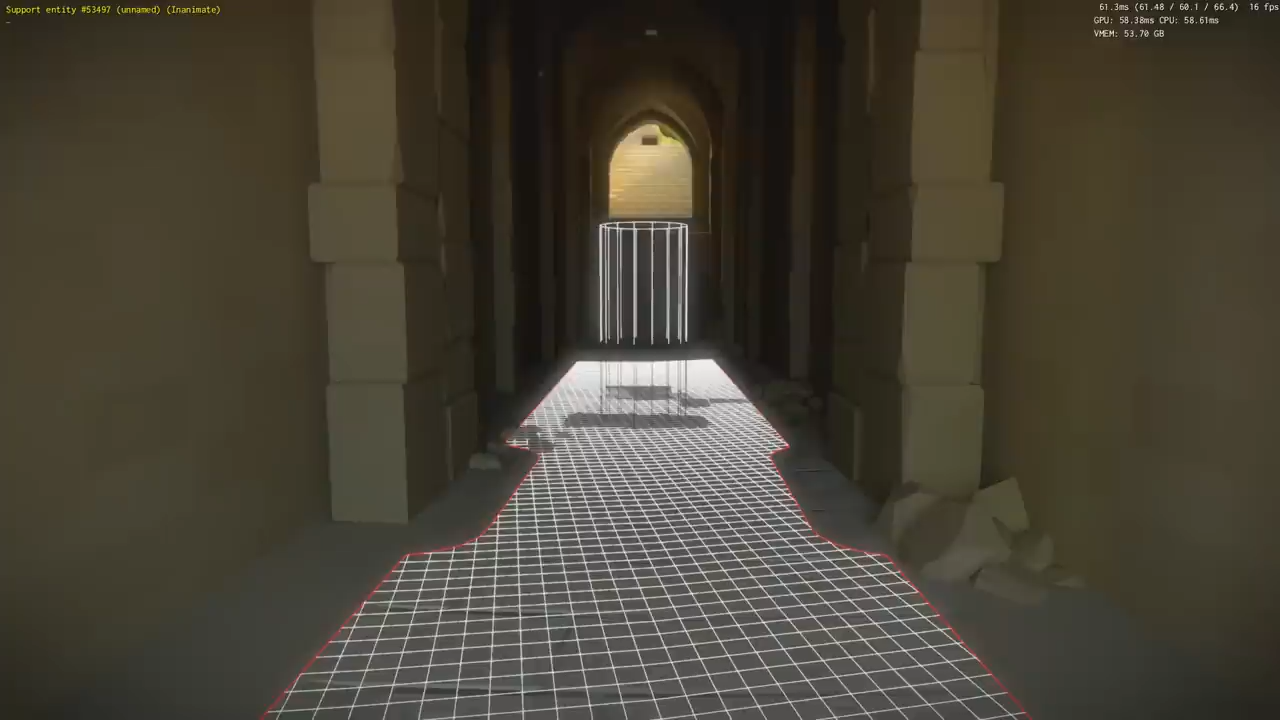 Support entity #53497 (unnamed) (Inanimate)
61.3ms (61.48 / 60.1 / 66.4) 16 fps
GPU: 58.38ms CPU: 58.61ms
VMEM: 53.70 GB